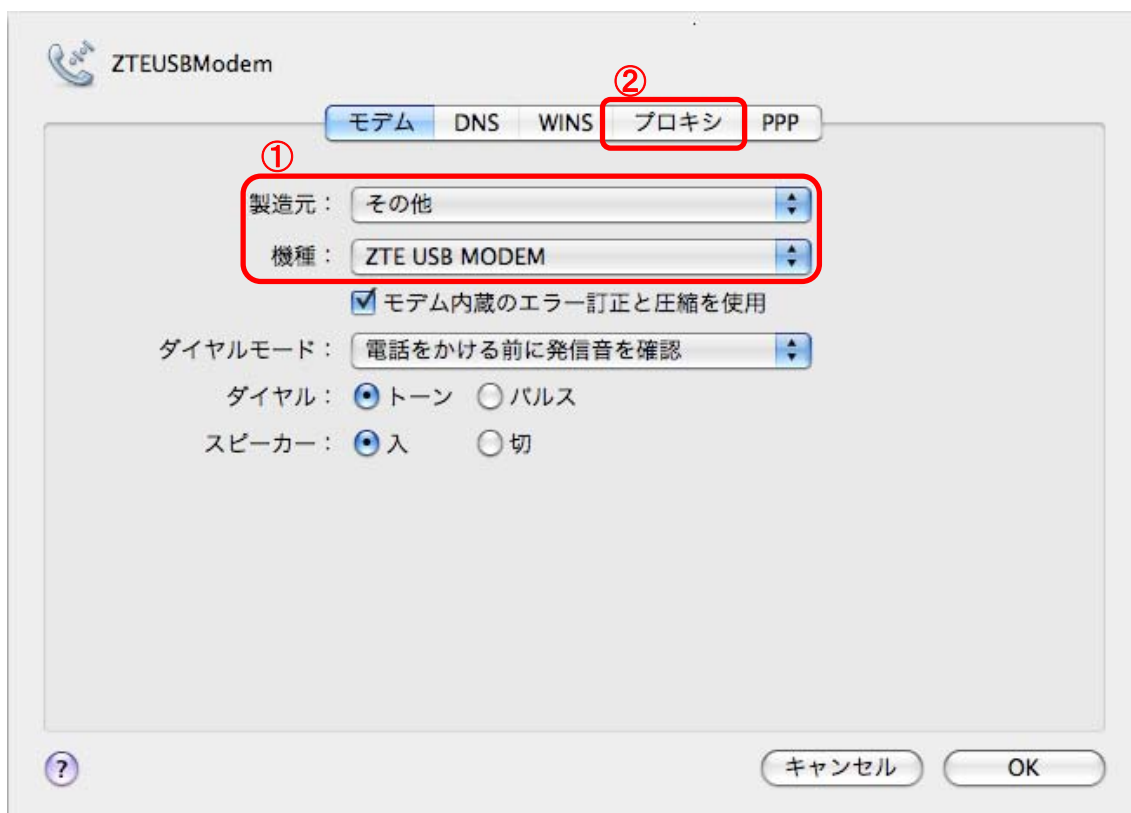 ZTEUSBModem
②
モデム DNS WINS プロキシ PPP
①
製造元： その他
機種： ZTE USB MODEM
モデム内蔵のエラー訂正と圧縮を使用
ダイヤルモード： 電話をかける前に発信音を確認
ダイヤル： トーン パルス
スピーカー： 入 切
? キャンセル OK